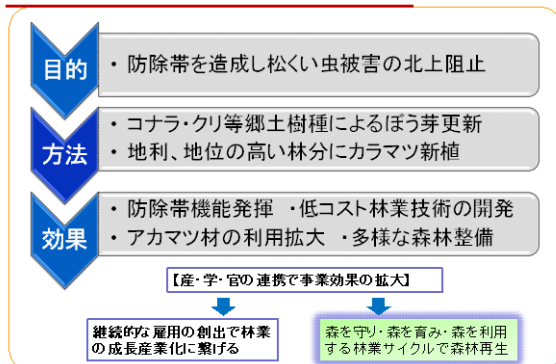 目的
・防除帯を造成し松くい虫被害の北上阻止
方法
・コナラ・クリ等郷土樹種によるぼう芽更新
・地利、地位の高い林分にカラマツ新植
効果
・防除帯機能発揮 ・低コスト林業技術の開発
・アカマツ材の利用拡大 ・多様な森林整備
【産・学・官の連携で事業効果の拡大】
継続的な雇用の創出で林業
の成長産業化に繋げる
森を守り・森を育み・森を利用
する林業サイクルで森林再生